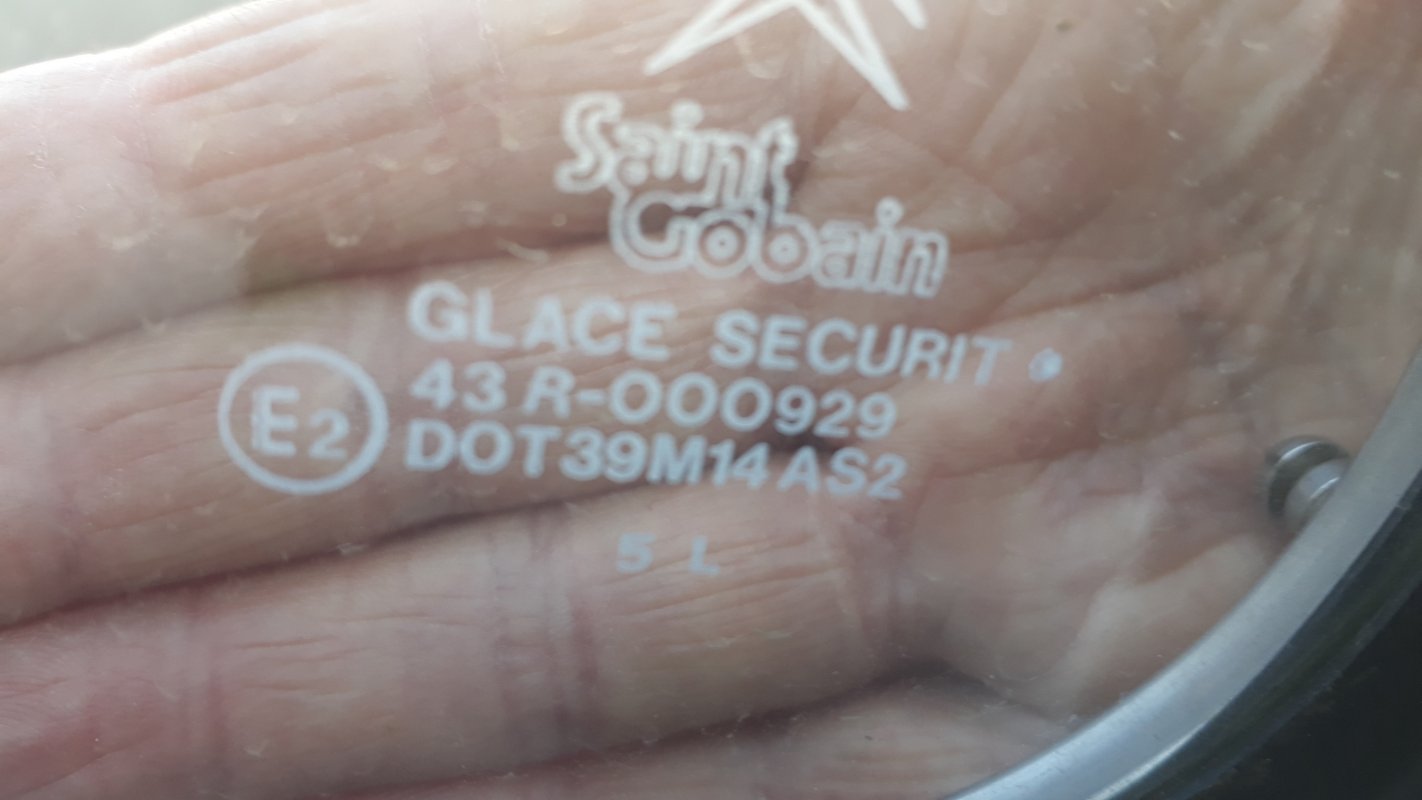 Saint
Gobain
GLACE SECURIT
E2
43 R-000929
DOT39M14 AS2
5 L